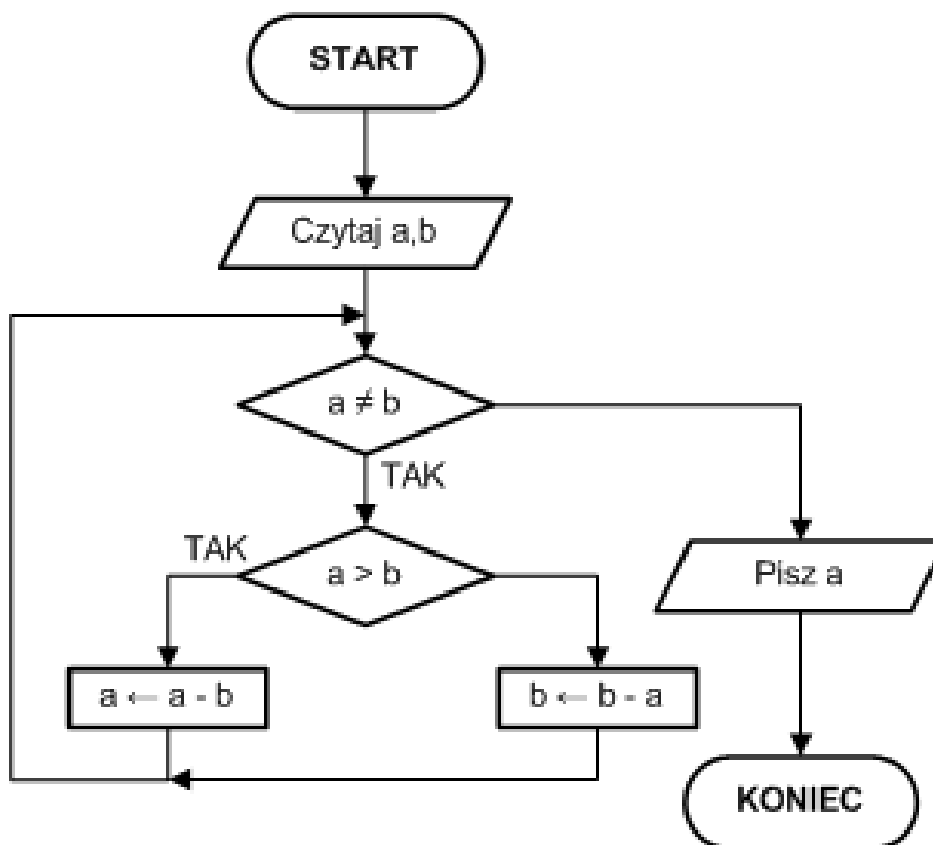 START
Czytaj a,b
a ≠ b
TAK
TAK
a > b
Pisz a
a ← a - b
b ← b - a
KONIEC